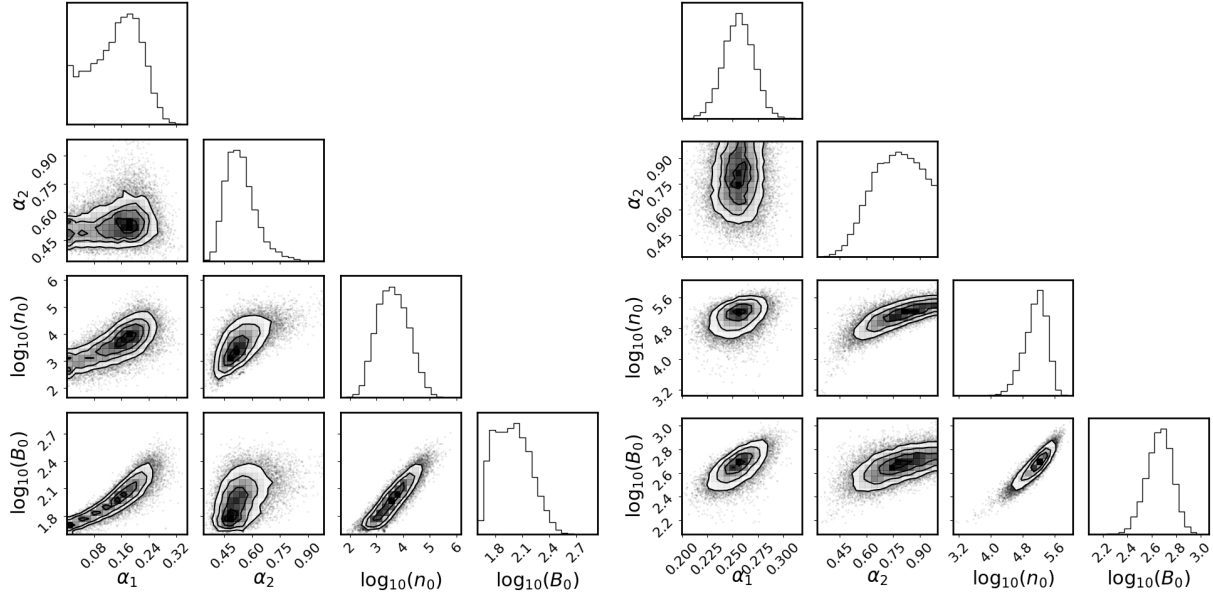 α₂
0.90
0.75
0.60
0.45
log₁₀(n₀)
6
5
4
3
2
log₁₀(B₀)
2.7
2.4
2.1
1.8
0.08 0.16 0.24 0.32
α₁
0.45 0.60 0.75 0.90
α₂
2 3 4 5 6
log₁₀(n₀)
1.8 2.1 2.4 2.7
log₁₀(B₀)
α₂
0.90
0.75
0.60
0.45
log₁₀(n₀)
5.6
4.8
4.0
3.2
log₁₀(B₀)
3.0
2.8
2.6
2.4
2.2
0.200 0.225 0.250 0.275 0.300
α₁
0.45 0.60 0.75 0.90
α₂
3.2 4.0 4.8 5.6
log₁₀(n₀)
2.2 2.4 2.6 2.8 3.0
log₁₀(B₀)